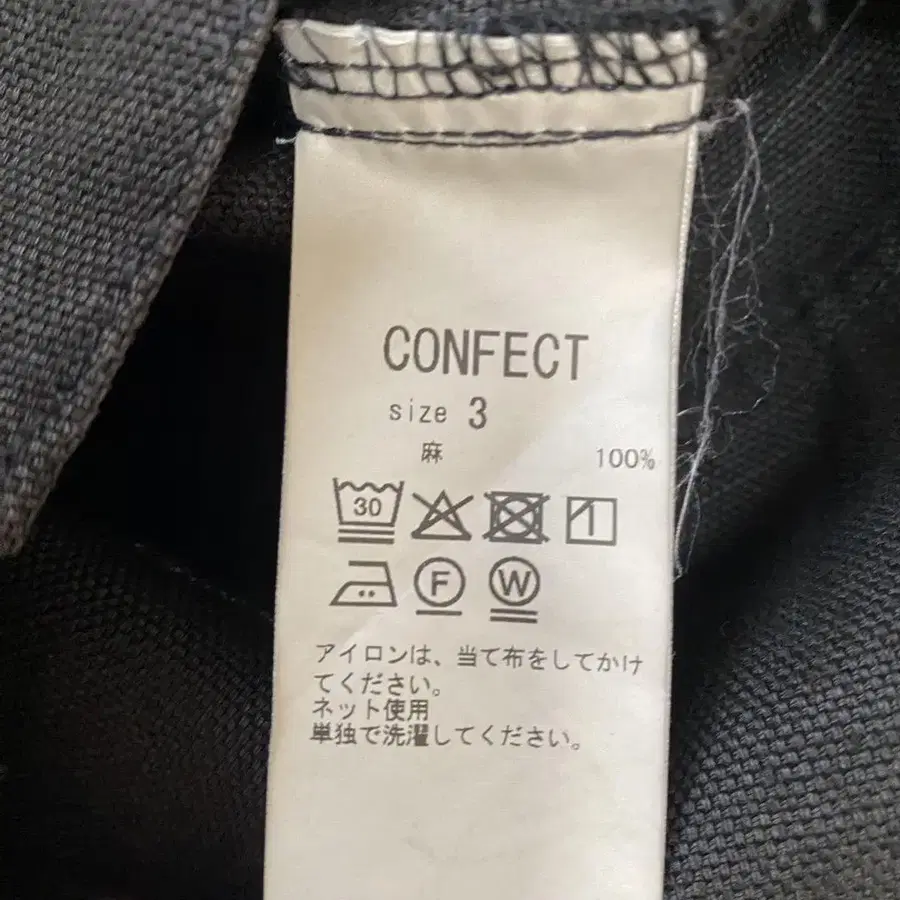 CONFECT
size 3
麻 100%
30
F W
アイロンは、当て布をしてかけ
てください。
ネット使用
単独で洗濯してください。